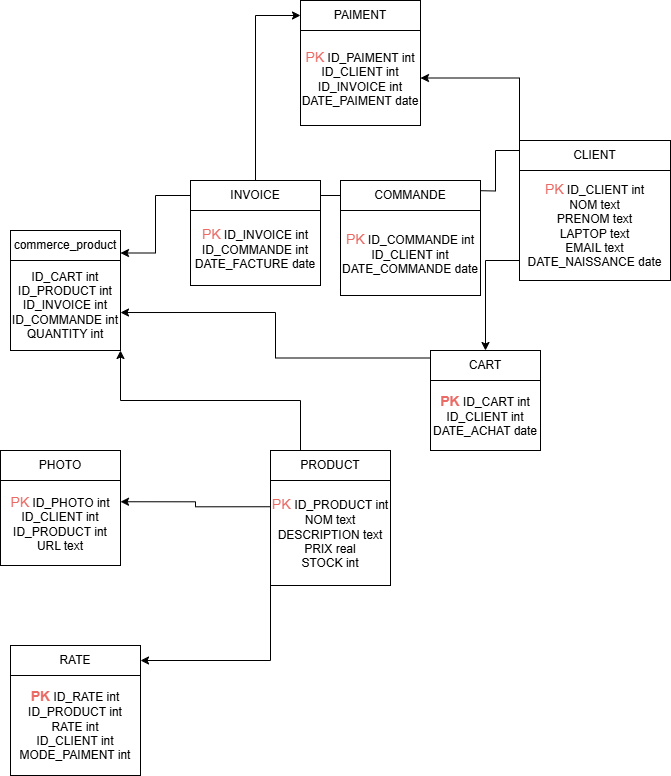 PAIMENT
PK ID_PAIMENT int
ID_CLIENT int
ID_INVOICE int
DATE_PAIMENT date
CLIENT
PK ID_CLIENT int
NOM text
PRENOM text
LAPTOP text
EMAIL text
DATE_NAISSANCE date
INVOICE
PK ID_INVOICE int
ID_COMMANDE int
DATE_FACTURE date
COMMANDE
PK ID_COMMANDE int
ID_CLIENT int
DATE_COMMANDE date
commerce_product
ID_CART int
ID_PRODUCT int
ID_INVOICE int
ID_COMMANDE int
QUANTITY int
CART
PK ID_CART int
ID_CLIENT int
DATE_ACHAT date
PHOTO
PK ID_PHOTO int
ID_CLIENT int
ID_PRODUCT int
URL text
PRODUCT
PK ID_PRODUCT int
NOM text
DESCRIPTION text
PRIX real
STOCK int
RATE
PK ID_RATE int
ID_PRODUCT int
RATE int
ID_CLIENT int
MODE_PAIMENT int